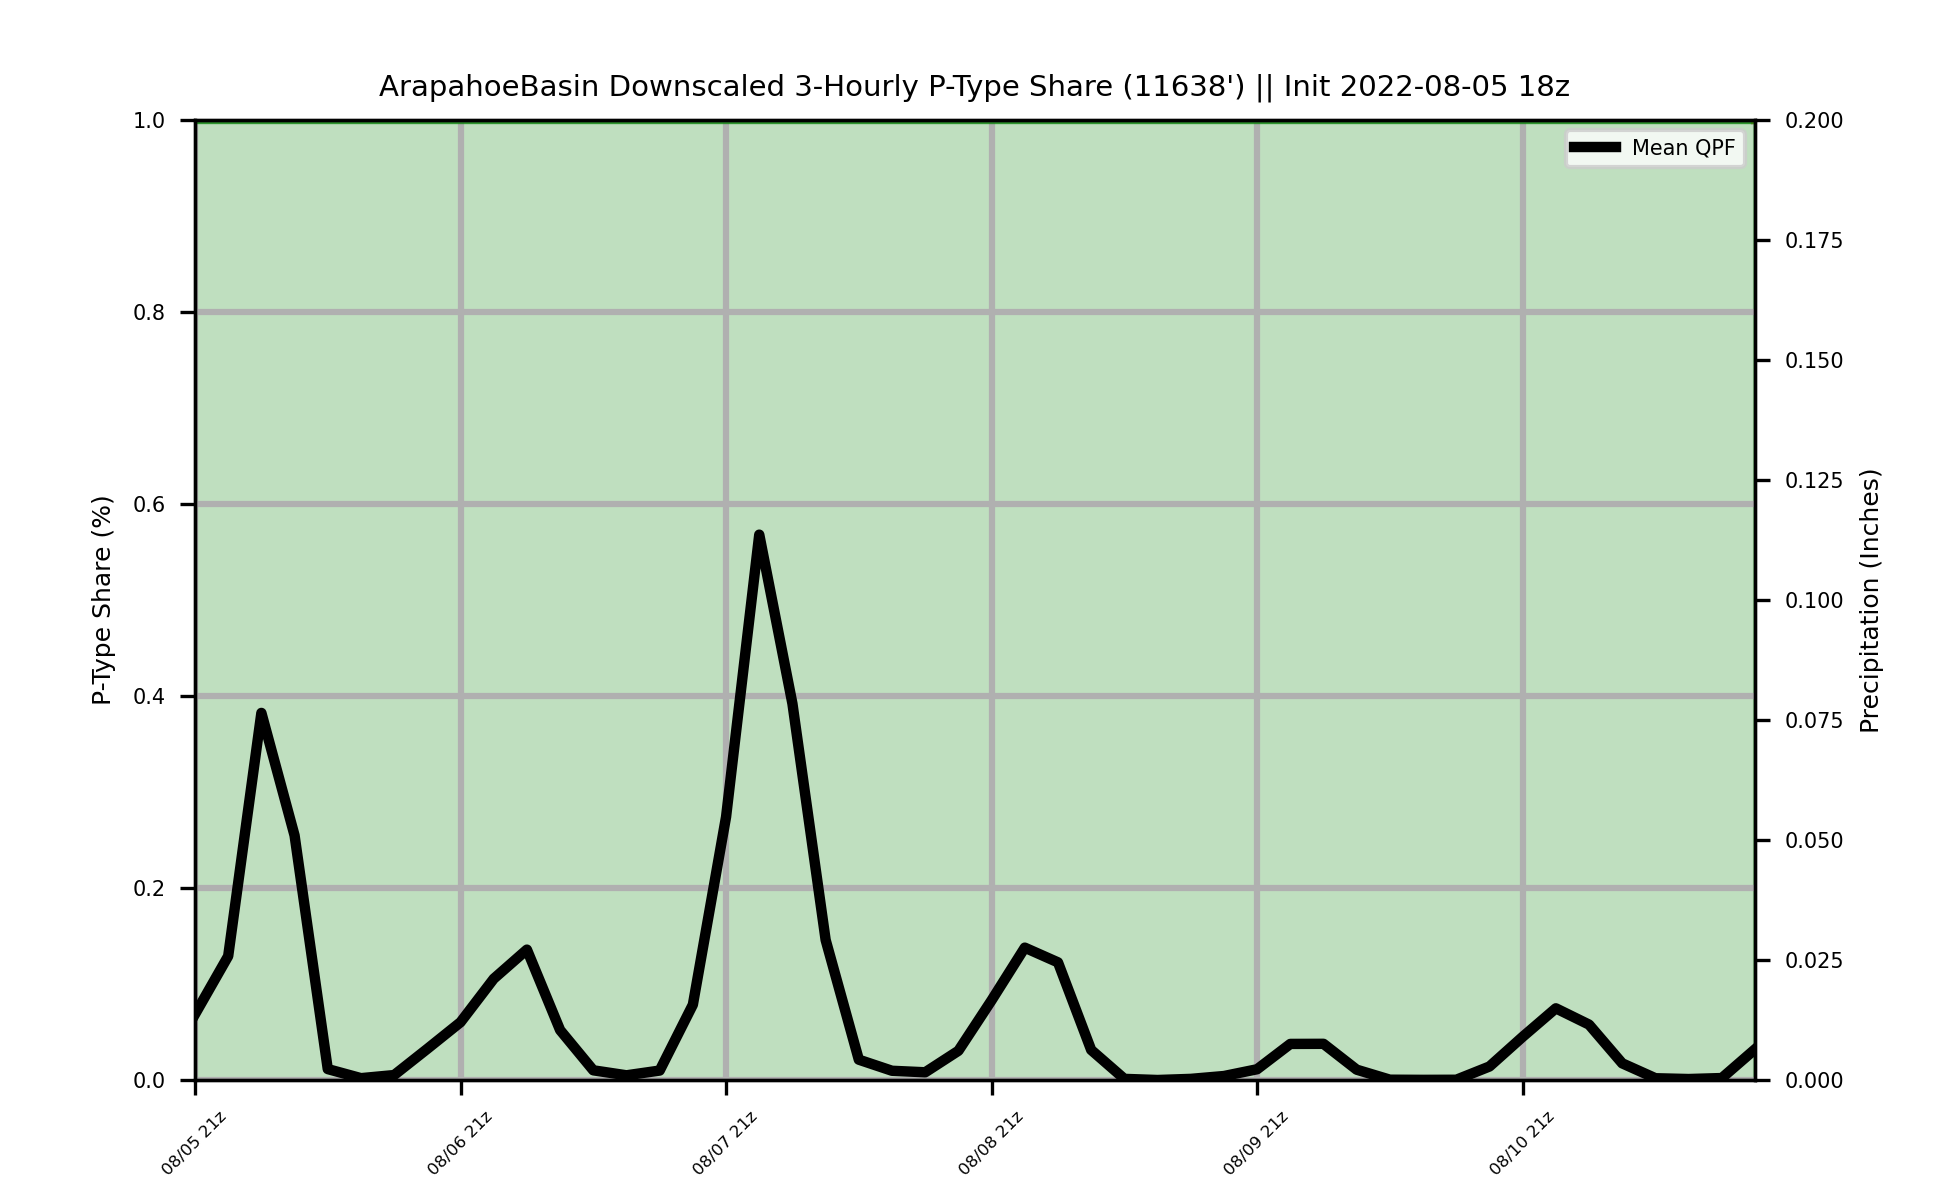 ArapahoeBasin Downscaled 3-Hourly P-Type Share (11638') || Init 2022-08-05 18z
Mean QPF
P-Type Share (%)
1.0
0.8
0.6
0.4
0.2
0.0
0.200
0.175
0.150
0.125
0.100
0.075
0.050
0.025
0.000
Precipitation (Inches)
08/05 21z
08/06 21z
08/07 21z
08/08 21z
08/09 21z
08/10 21z